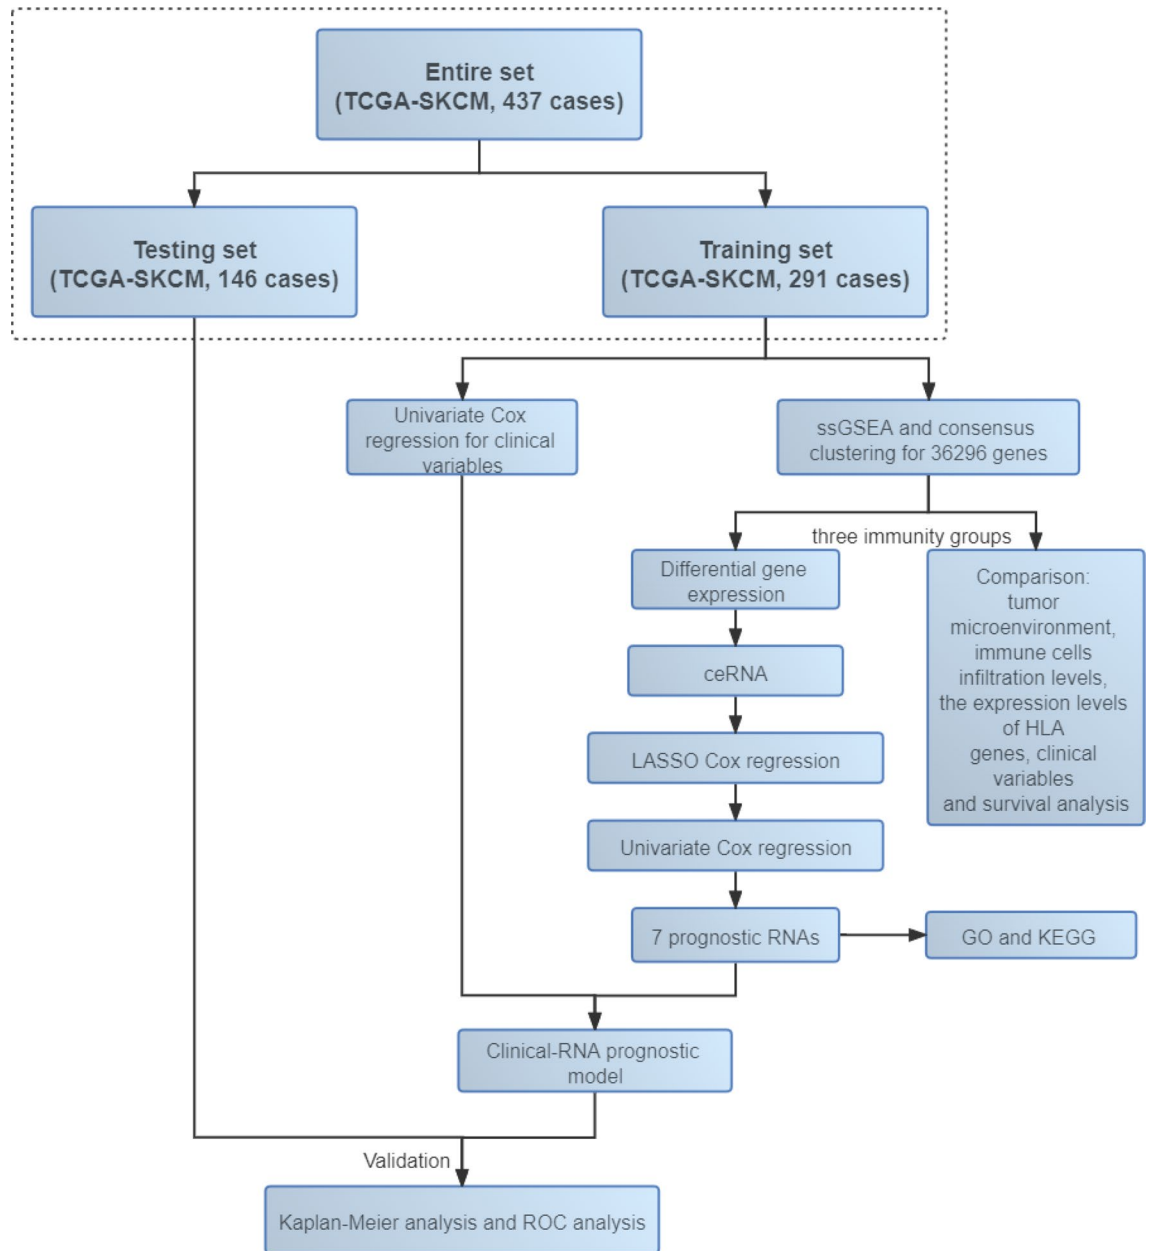 Entire set
(TCGA-SKCM, 437 cases)
Testing set
(TCGA-SKCM, 146 cases)
Training set
(TCGA-SKCM, 291 cases)
Univariate Cox
regression for clinical
variables
ssGSEA and consensus
clustering for 36296 genes
three immunity groups
Differential gene
expression
Comparison:
tumor
microenvironment,
immune cells
infiltration levels,
the expression levels
of HLA
genes, clinical
variables
and survival analysis
ceRNA
LASSO Cox regression
Univariate Cox regression
7 prognostic RNAs
GO and KEGG
Clinical-RNA prognostic
model
Validation
Kaplan-Meier analysis and ROC analysis